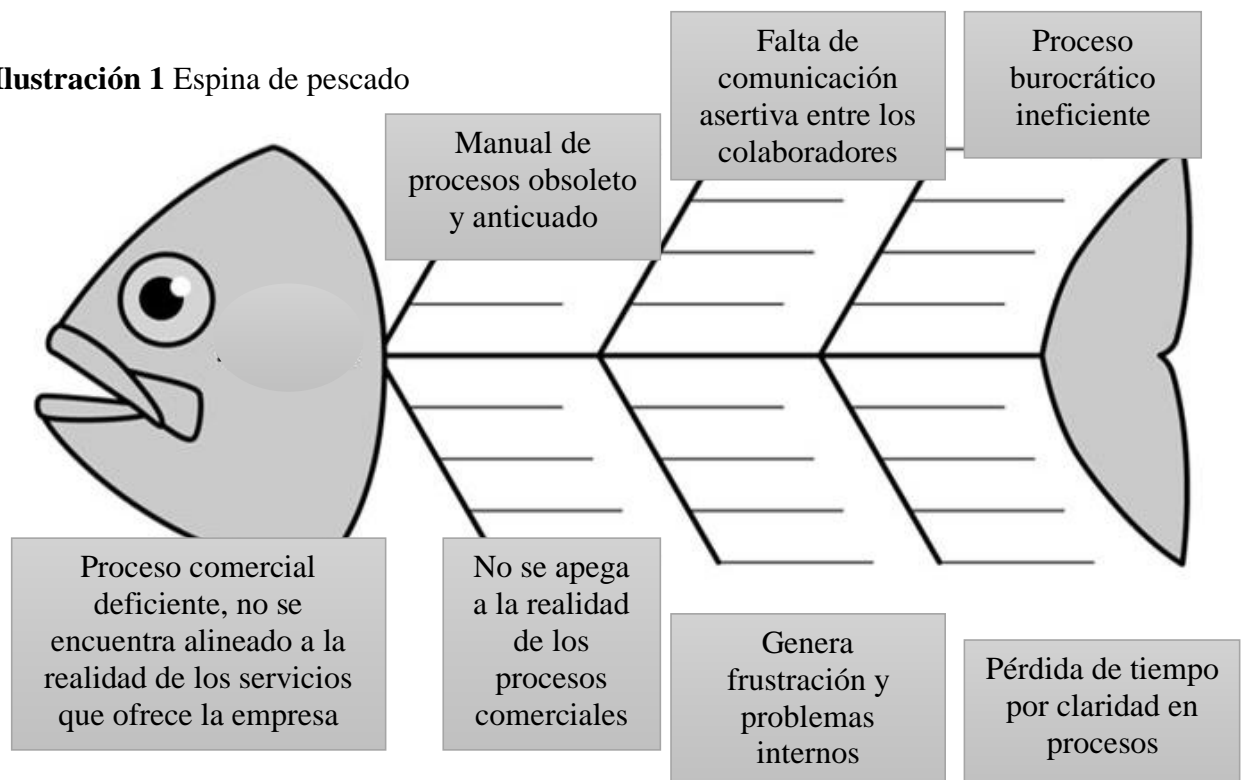 Ilustración 1 Espina de pescado
Falta de
comunicación
asertiva entre los
colaboradores
Proceso
burocrático
ineficiente
Manual de
procesos obsoleto
y anticuado
Proceso comercial
deficiente, no se
encuentra alineado a la
realidad de los servicios
que ofrece la empresa
No se apega
a la realidad
de los
procesos
comerciales
Genera
frustración y
problemas
internos
Pérdida de tiempo
por claridad en
procesos